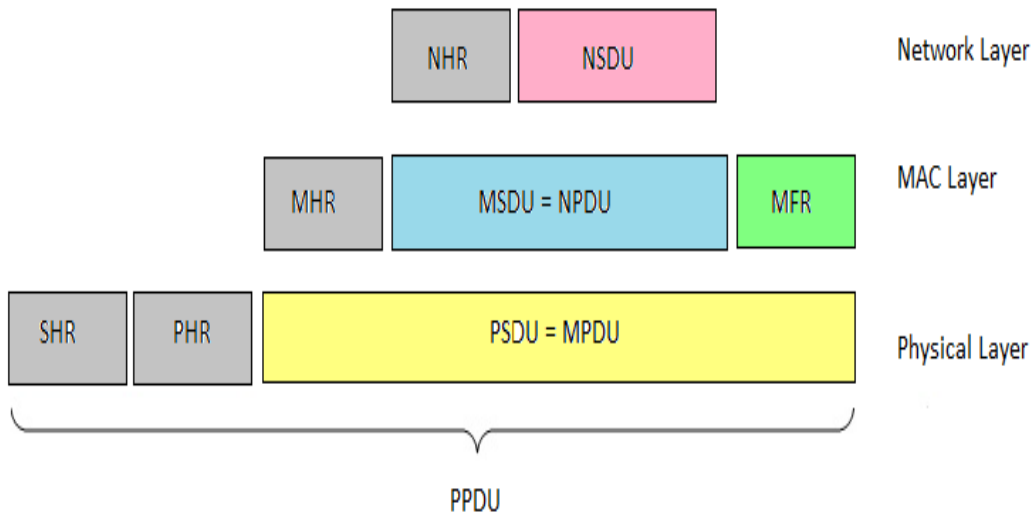 NHR NSDU Network Layer
MHR MSDU = NPDU MFR MAC Layer
SHR PHR PSDU = MPDU Physical Layer
PPDU